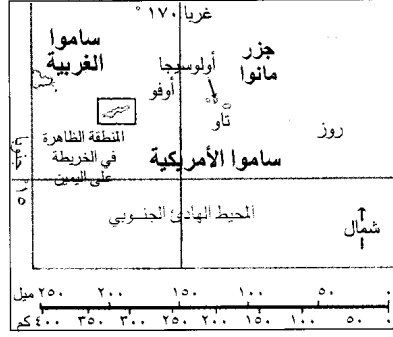 ١٧٠° غربا
ساموا
الغربية
جزر
مانوا
أولوسيجا
أوفو
تاو
روز
المنطقة الظاهرة
في الخريطة
على اليمين
ساموا الأمريكية
١٥° جنوبا
المحيط الهادئ الجنوبي
شمال
ميل ٢٥٠ ٢٠٠ ١٥٠ ١٠٠ ٥٠ ٠
كم ٤٠٠ ٣٥٠ ٣٠٠ ٢٥٠ ٢٠٠ ١٥٠ ١٠٠ ٥٠ ٠